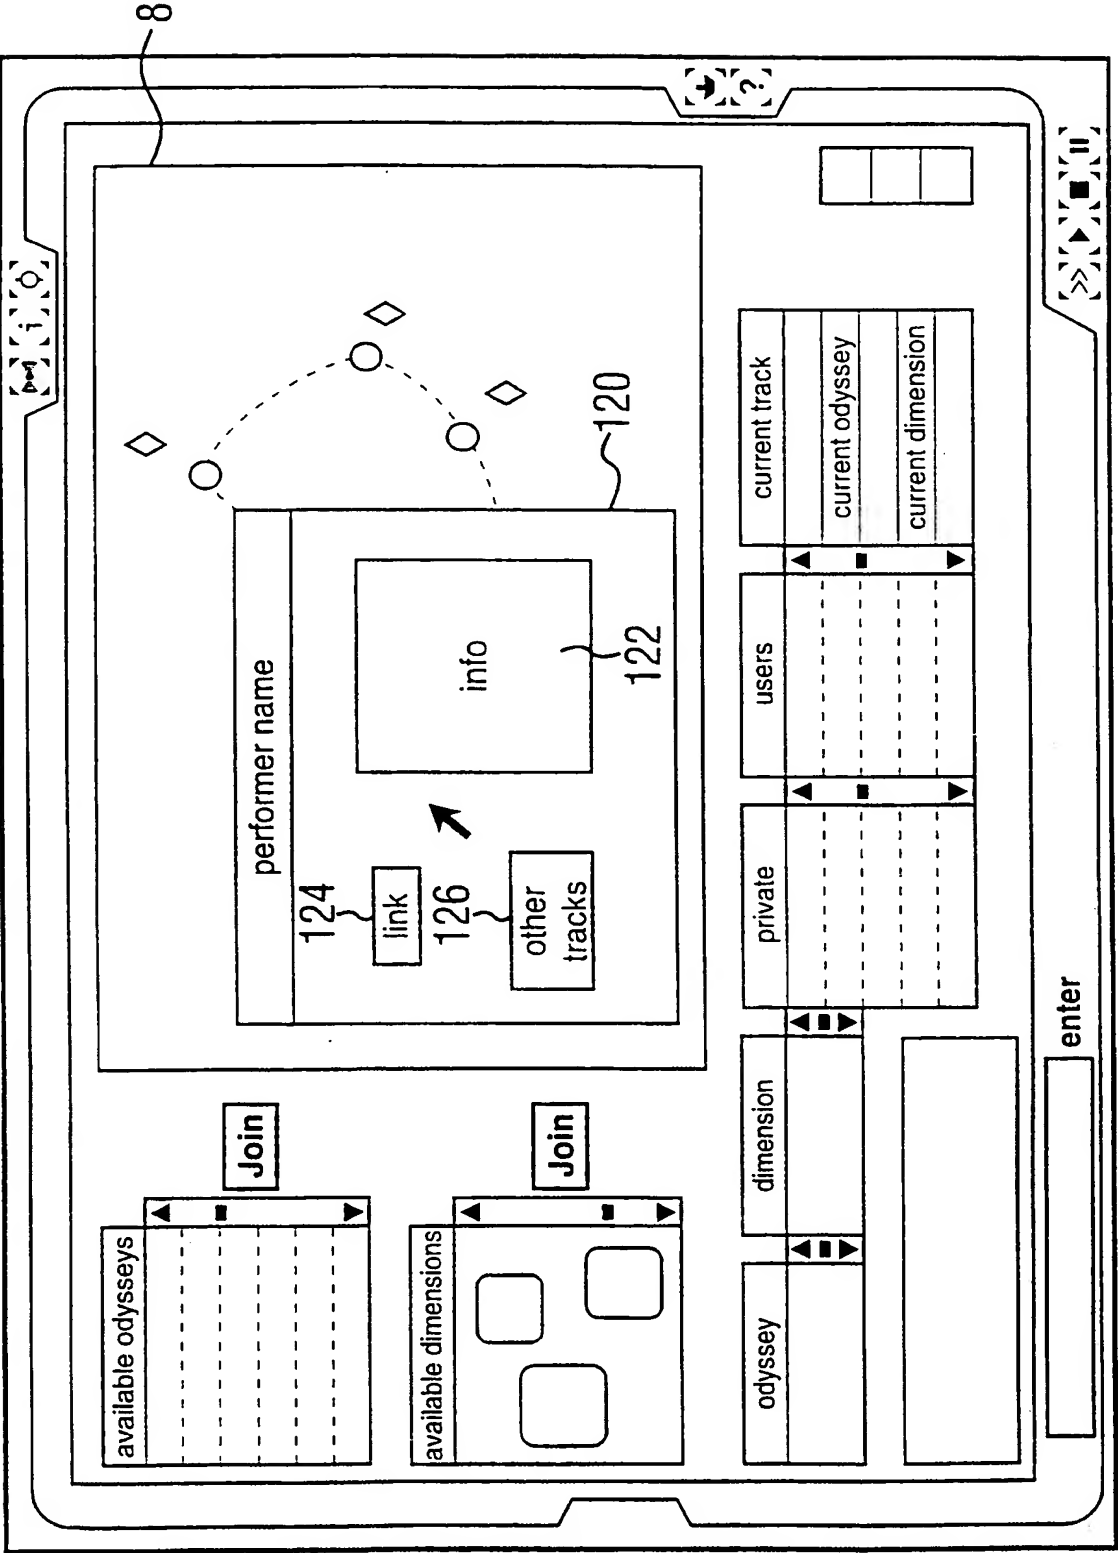 i
8
?
available odysseys
Join
available dimensions
Join
performer name
124
link
126
other
tracks
info
122
120
odyssey
dimension
private
users
current track
current odyssey
current dimension
enter
>>